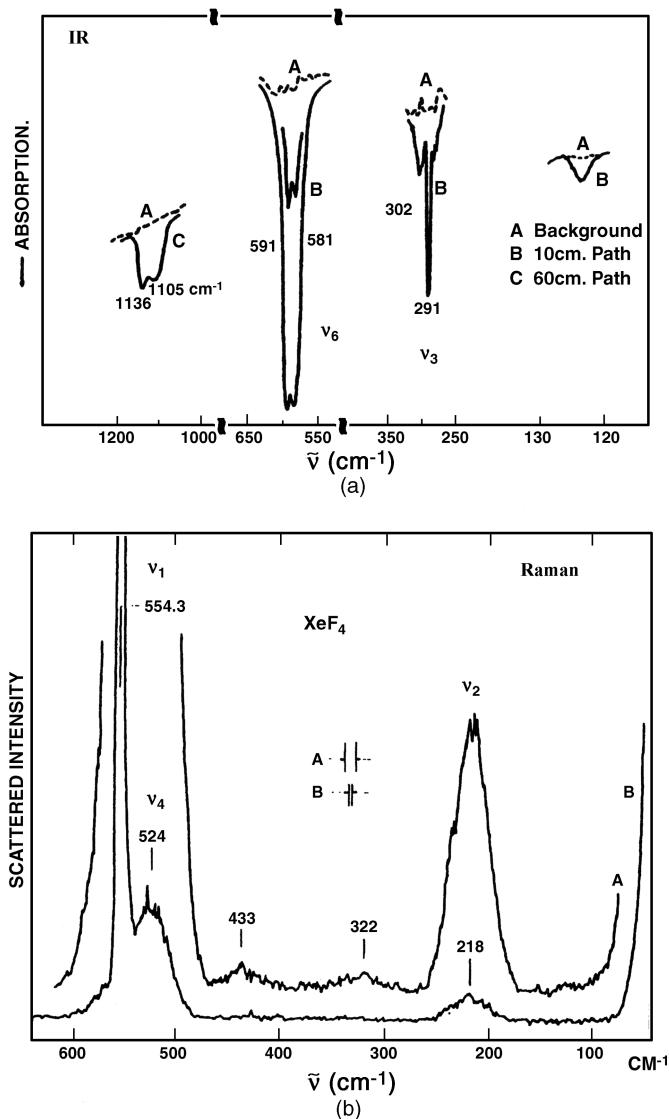 IR
ABSORPTION.
A
C
1136
1105 cm-1
A
B
591
581
ν6
A
B
302
291
ν3
A
B
A Background
B 10cm. Path
C 60cm. Path
1200 1000 650 550 350 250 130 120
ν̃ (cm-1)
(a)
SCATTERED INTENSITY
Raman
ν1
554.3
XeF4
ν4
524
ν2
A
B
433
322
218
A
B
600 500 400 300 200 100 CM-1
ν̃ (cm-1)
(b)